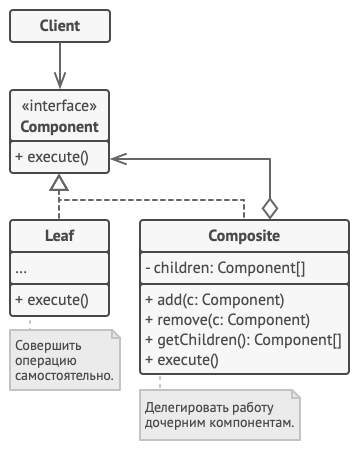 Client
«interface»
Component
+ execute()
Leaf
...
+ execute()
Совершить
операцию
самостоятельно.
Composite
- children: Component[]
+ add(c: Component)
+ remove(c: Component)
+ getChildren(): Component[]
+ execute()
Делегировать работу
дочерним компонентам.